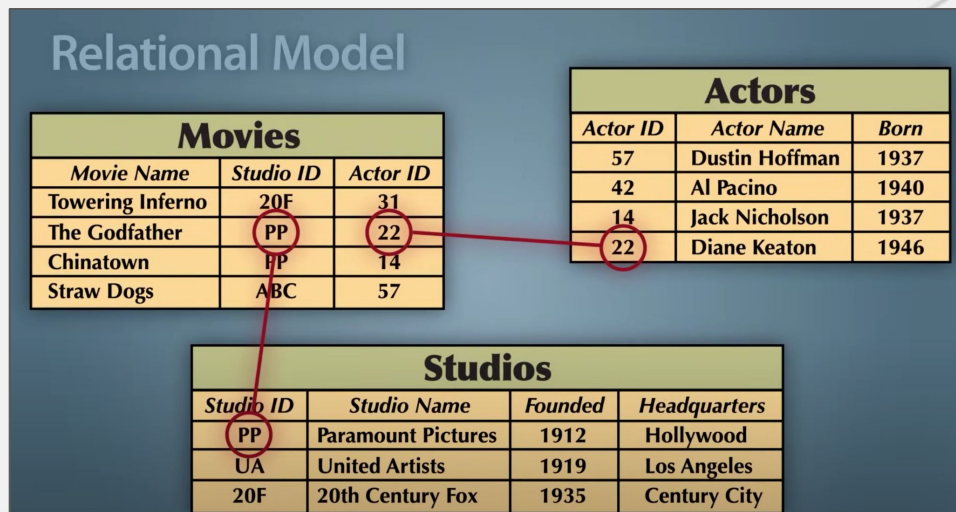 Relational Model
Movies
Movie Name Studio ID Actor ID
Towering Inferno 20F 31
The Godfather PP 22
Chinatown PP 14
Straw Dogs ABC 57
Actors
Actor ID Actor Name Born
57 Dustin Hoffman 1937
42 Al Pacino 1940
14 Jack Nicholson 1937
22 Diane Keaton 1946
Studios
Studio ID Studio Name Founded Headquarters
PP Paramount Pictures 1912 Hollywood
UA United Artists 1919 Los Angeles
20F 20th Century Fox 1935 Century City